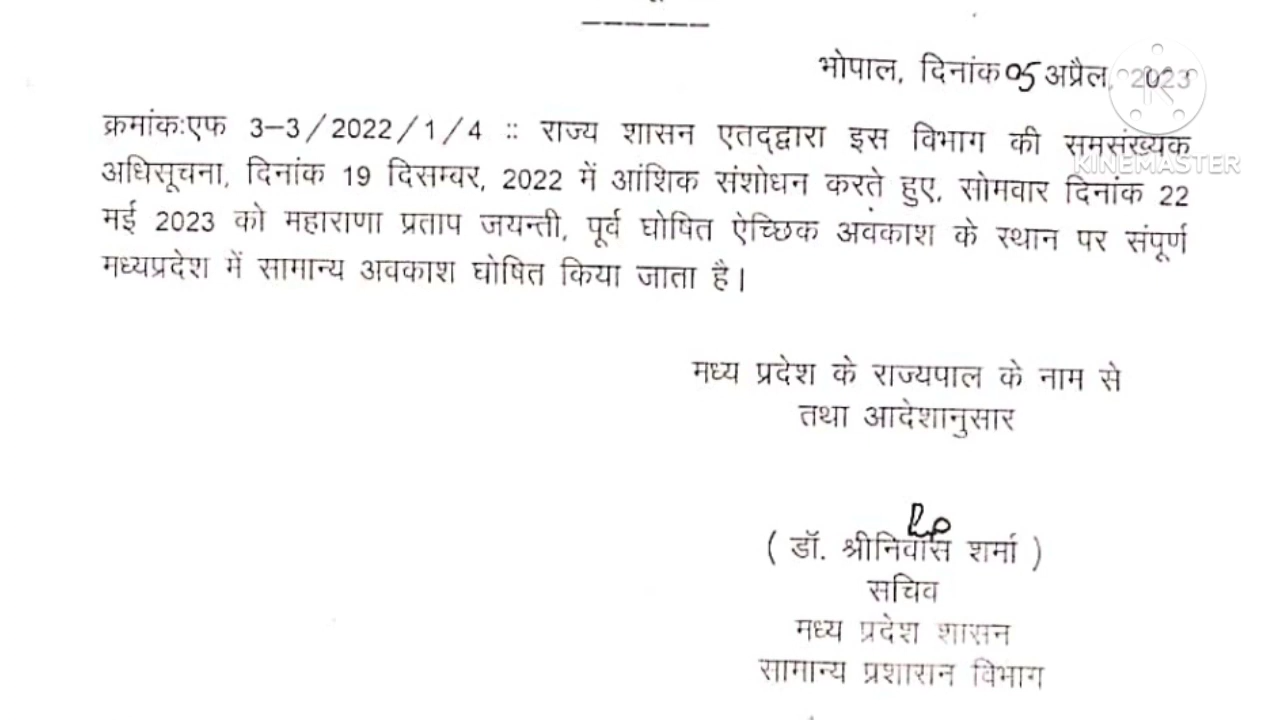 भोपाल, दिनांक 05 अप्रैल, 2023
KINEMASTER
क्रमांक:एफ 3–3/2022/1/4 :: राज्य शासन एतद्द्वारा इस विभाग की समसंख्यक
अधिसूचना, दिनांक 19 दिसम्बर, 2022 में आंशिक संशोधन करते हुए, सोमवार दिनांक 22
मई 2023 को महाराणा प्रताप जयन्ती, पूर्व घोषित ऐच्छिक अवकाश के स्थान पर संपूर्ण
मध्यप्रदेश में सामान्य अवकाश घोषित किया जाता है।
मध्य प्रदेश के राज्यपाल के नाम से
तथा आदेशानुसार
( डॉ. श्रीनिवास शर्मा )
सचिव
मध्य प्रदेश शासन
सामान्य प्रशारान विभाग